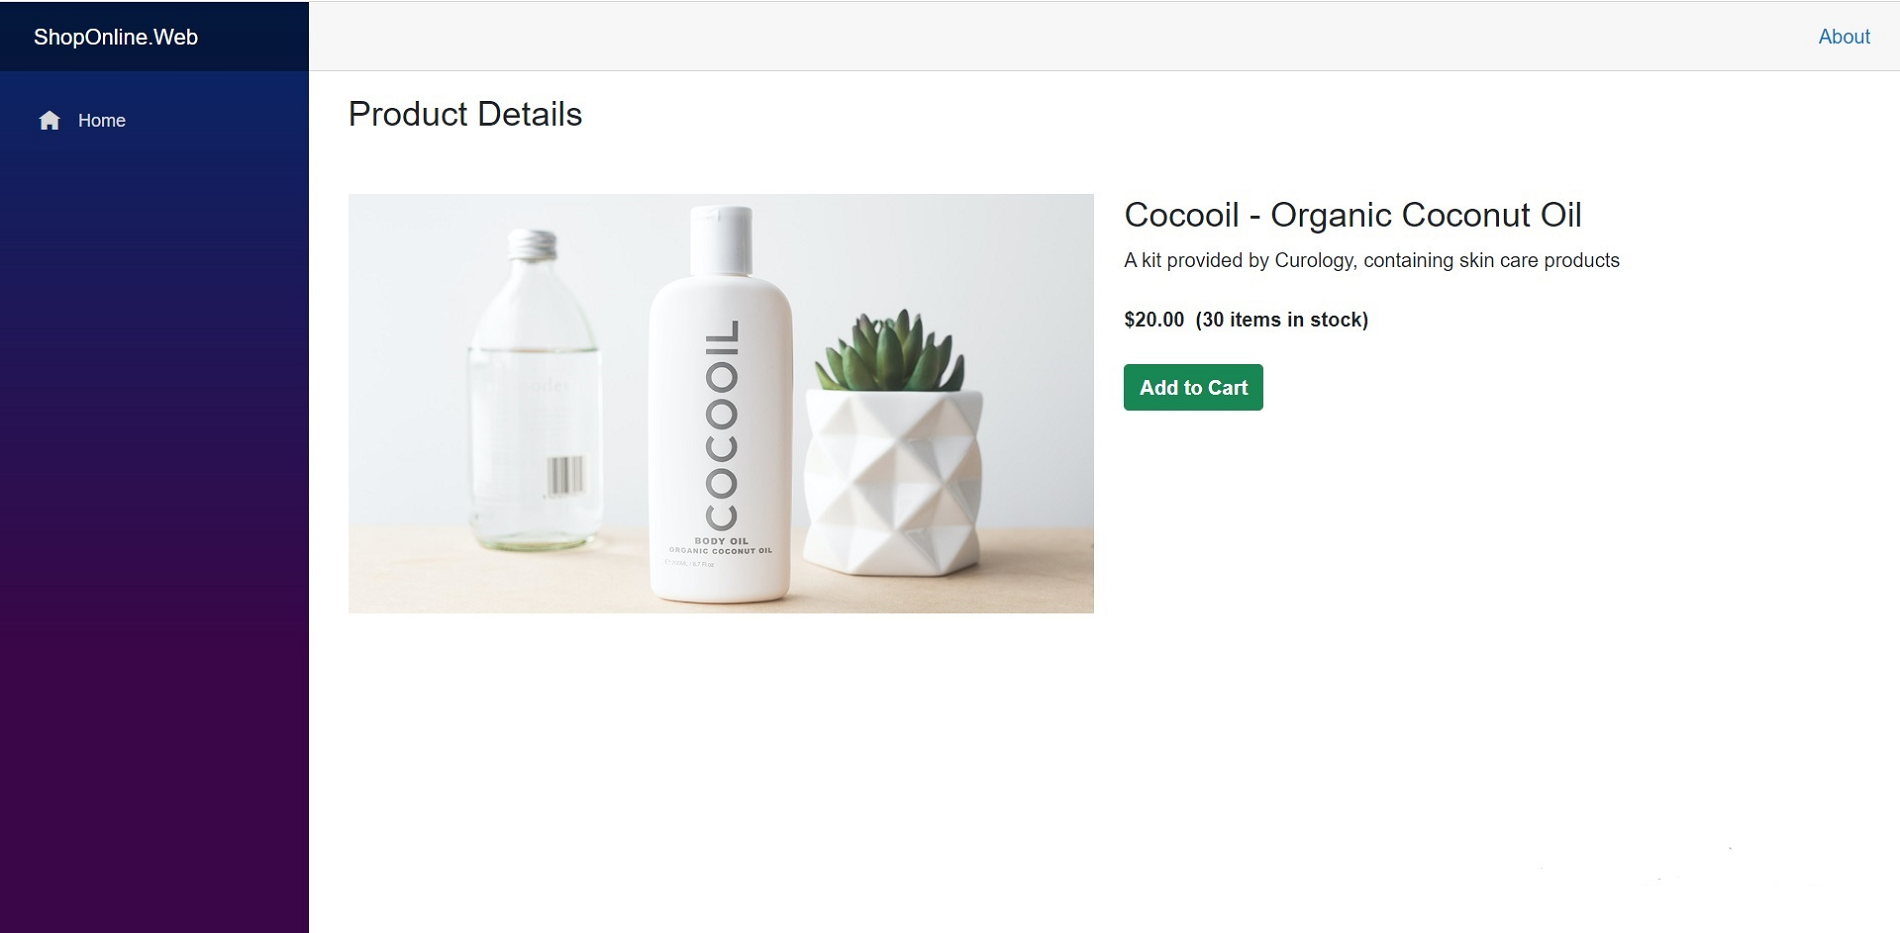 ShopOnline.Web
About
Home
Product Details
Cocooil - Organic Coconut Oil
A kit provided by Curology, containing skin care products
$20.00 (30 items in stock)
Add to Cart
COCOOIL
BODY OIL
ORGANIC COCONUT OIL